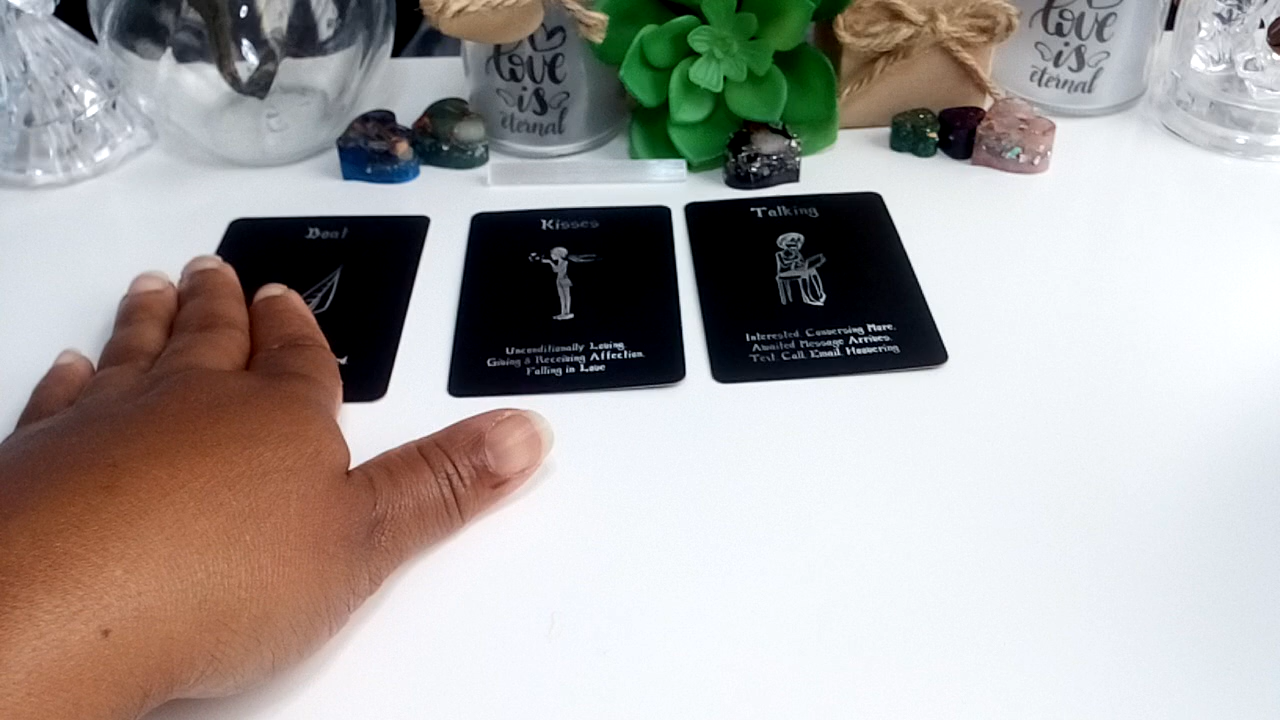 love
is
eternal
love
is
eternal
Boat
Kisses
Unconditionally Loving.
Giving & Receiving Affection.
Falling in Love
Talking
Interested. Conversing More.
Awaited Message Arrives.
Text. Call. Email. Hovering